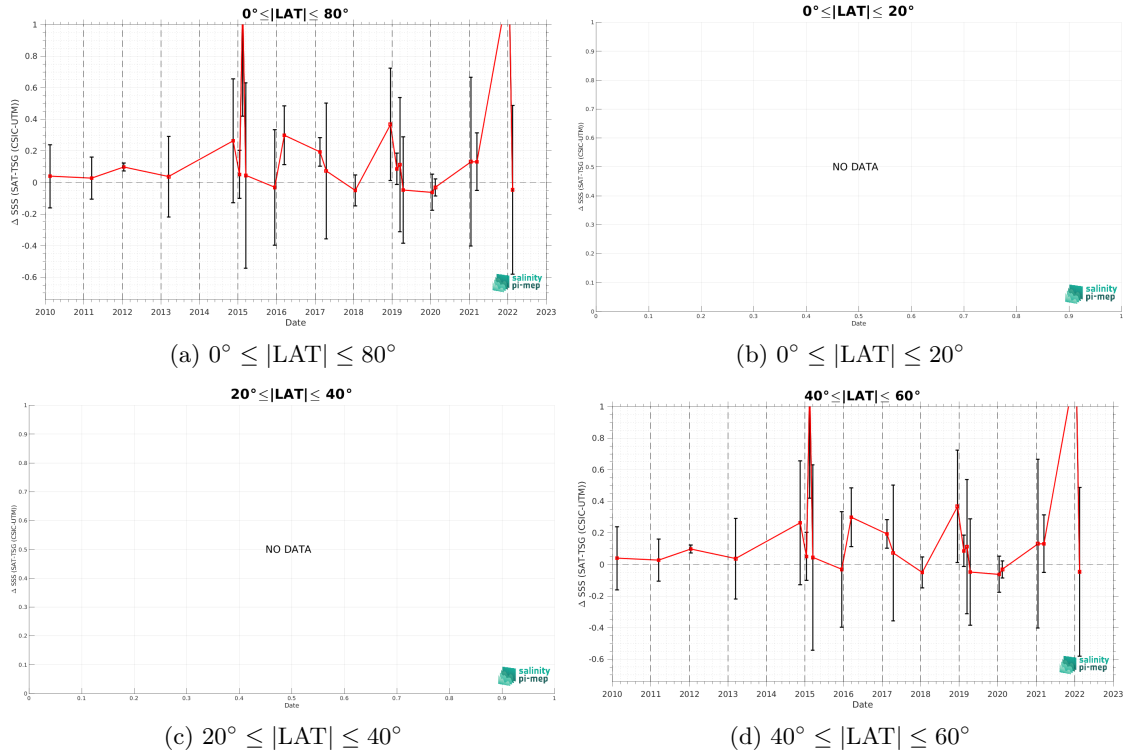 0°≤|LAT|≤ 80°
Δ SSS (SAT-TSG (CSIC-UTM))
1
0.8
0.6
0.4
0.2
0
-0.2
-0.4
-0.6
2010 2011 2012 2013 2014 2015 2016 2017 2018 2019 2020 2021 2022 2023
Date
salinity
pi-mep
(a) 0° ≤ |LAT| ≤ 80°
0°≤|LAT|≤ 20°
Δ SSS (SAT-TSG (CSIC-UTM))
1
0.9
0.8
0.7
0.6
0.5
0.4
0.3
0.2
0.1
0
NO DATA
0 0.1 0.2 0.3 0.4 0.5 0.6 0.7 0.8 0.9 1
Date
salinity
pi-mep
(b) 0° ≤ |LAT| ≤ 20°
20°≤|LAT|≤ 40°
Δ SSS (SAT-TSG (CSIC-UTM))
1
0.9
0.8
0.7
0.6
0.5
0.4
0.3
0.2
0.1
0
NO DATA
0 0.1 0.2 0.3 0.4 0.5 0.6 0.7 0.8 0.9 1
Date
salinity
pi-mep
(c) 20° ≤ |LAT| ≤ 40°
40°≤|LAT|≤ 60°
Δ SSS (SAT-TSG (CSIC-UTM))
1
0.8
0.6
0.4
0.2
0
-0.2
-0.4
-0.6
2010 2011 2012 2013 2014 2015 2016 2017 2018 2019 2020 2021 2022 2023
Date
salinity
pi-mep
(d) 40° ≤ |LAT| ≤ 60°